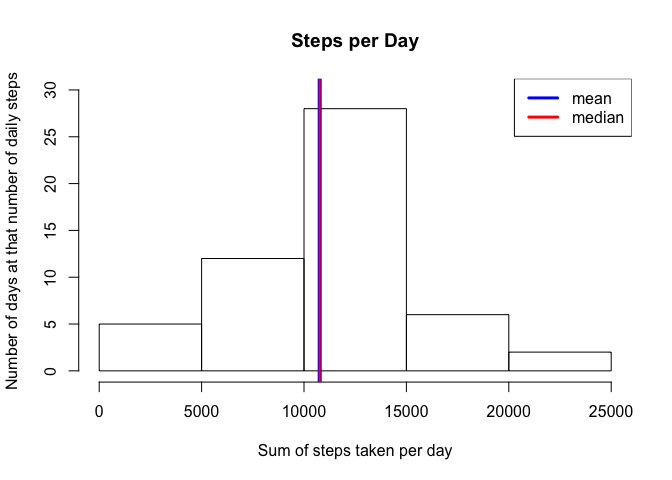 Steps per Day
mean
median
Number of days at that number of daily steps
30
25
20
15
10
5
0
0 5000 10000 15000 20000 25000
Sum of steps taken per day